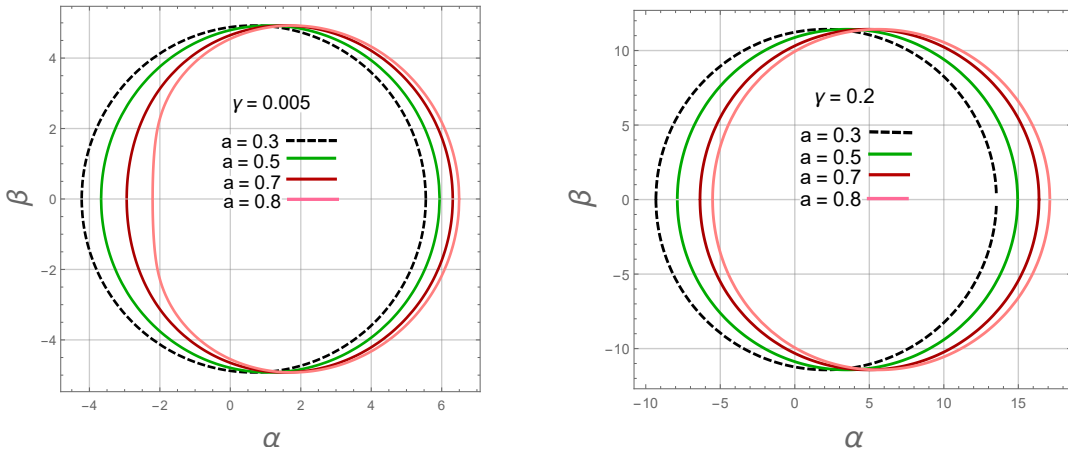 4
2
0
-2
-4
β
γ = 0.005
a = 0.3
a = 0.5
a = 0.7
a = 0.8
-4 -2 0 2 4 6
α
10
5
0
-5
-10
β
γ = 0.2
a = 0.3
a = 0.5
a = 0.7
a = 0.8
-10 -5 0 5 10 15
α